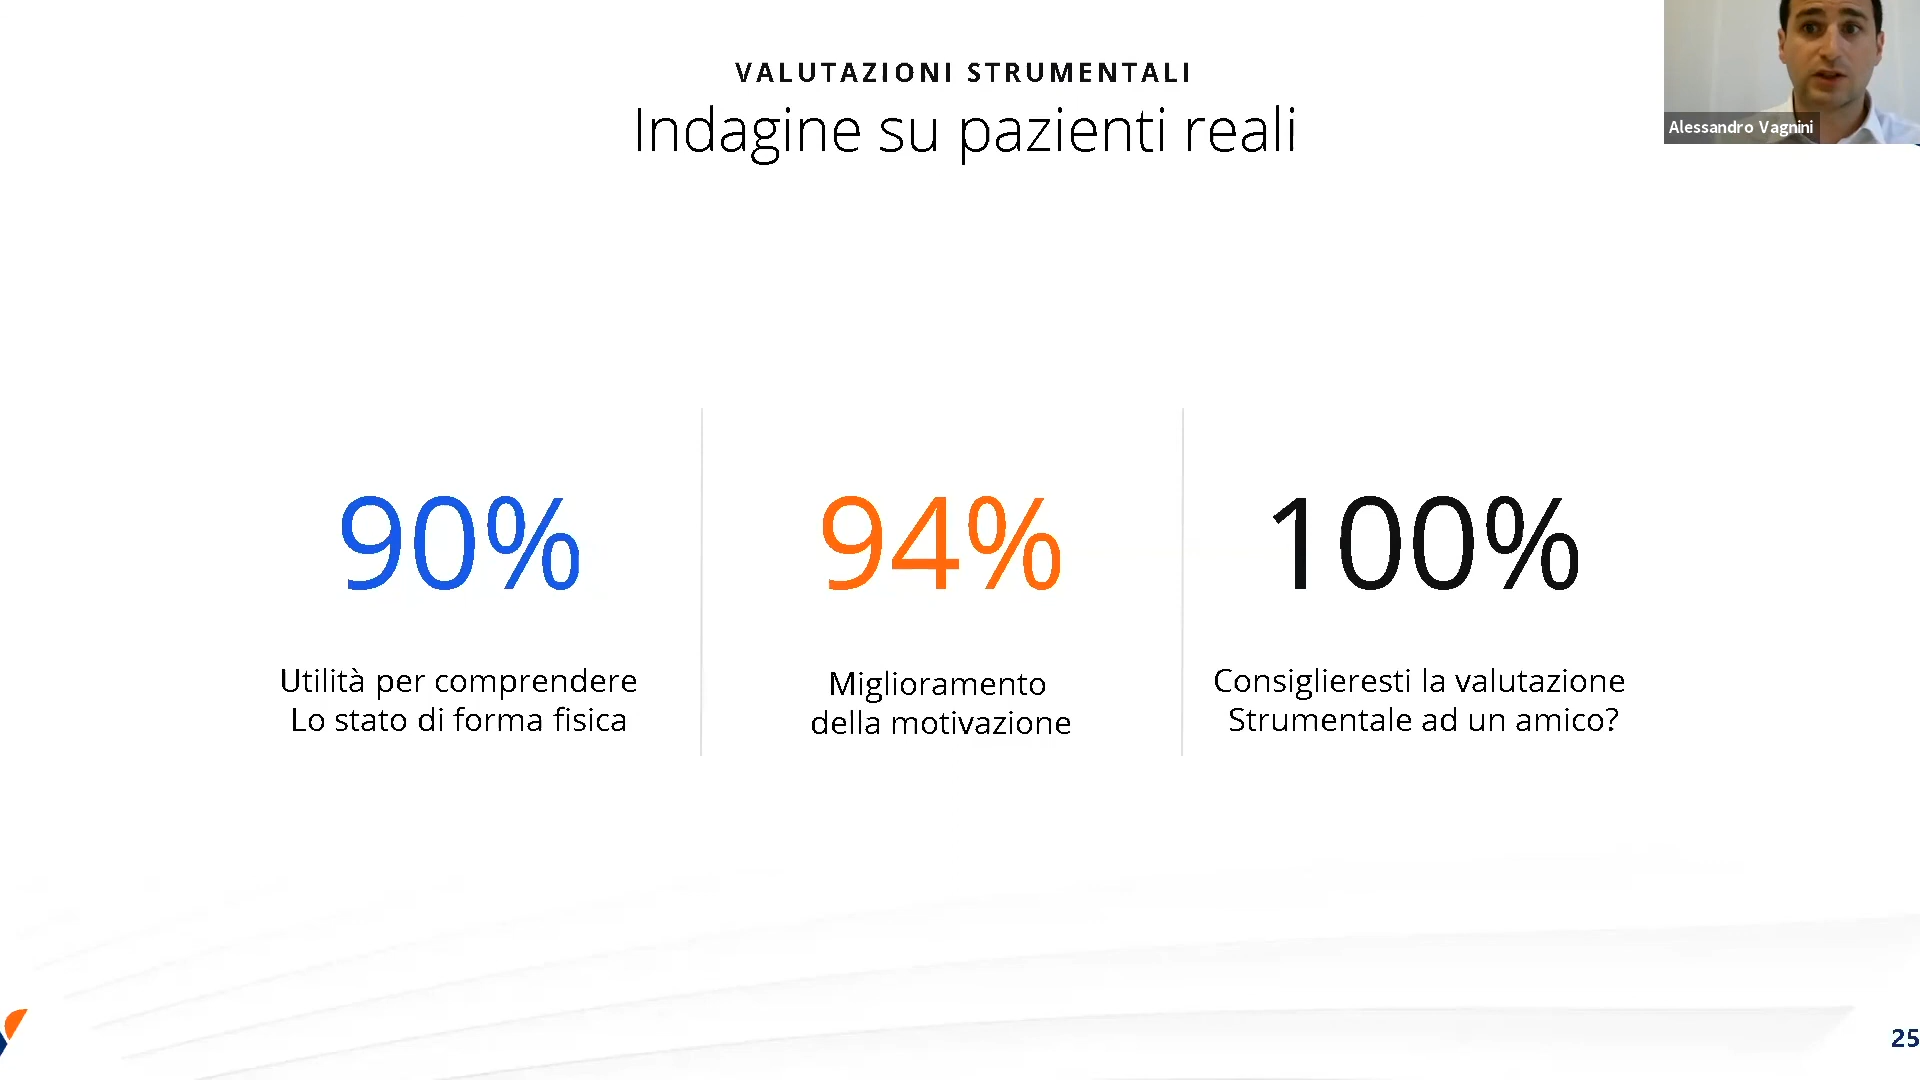 VALUTAZIONI STRUMENTALI
Indagine su pazienti reali
Alessandro Vagnini
90%
Utilità per comprendere
Lo stato di forma fisica
94%
Miglioramento
della motivazione
100%
Consiglieresti la valutazione
Strumentale ad un amico?
25